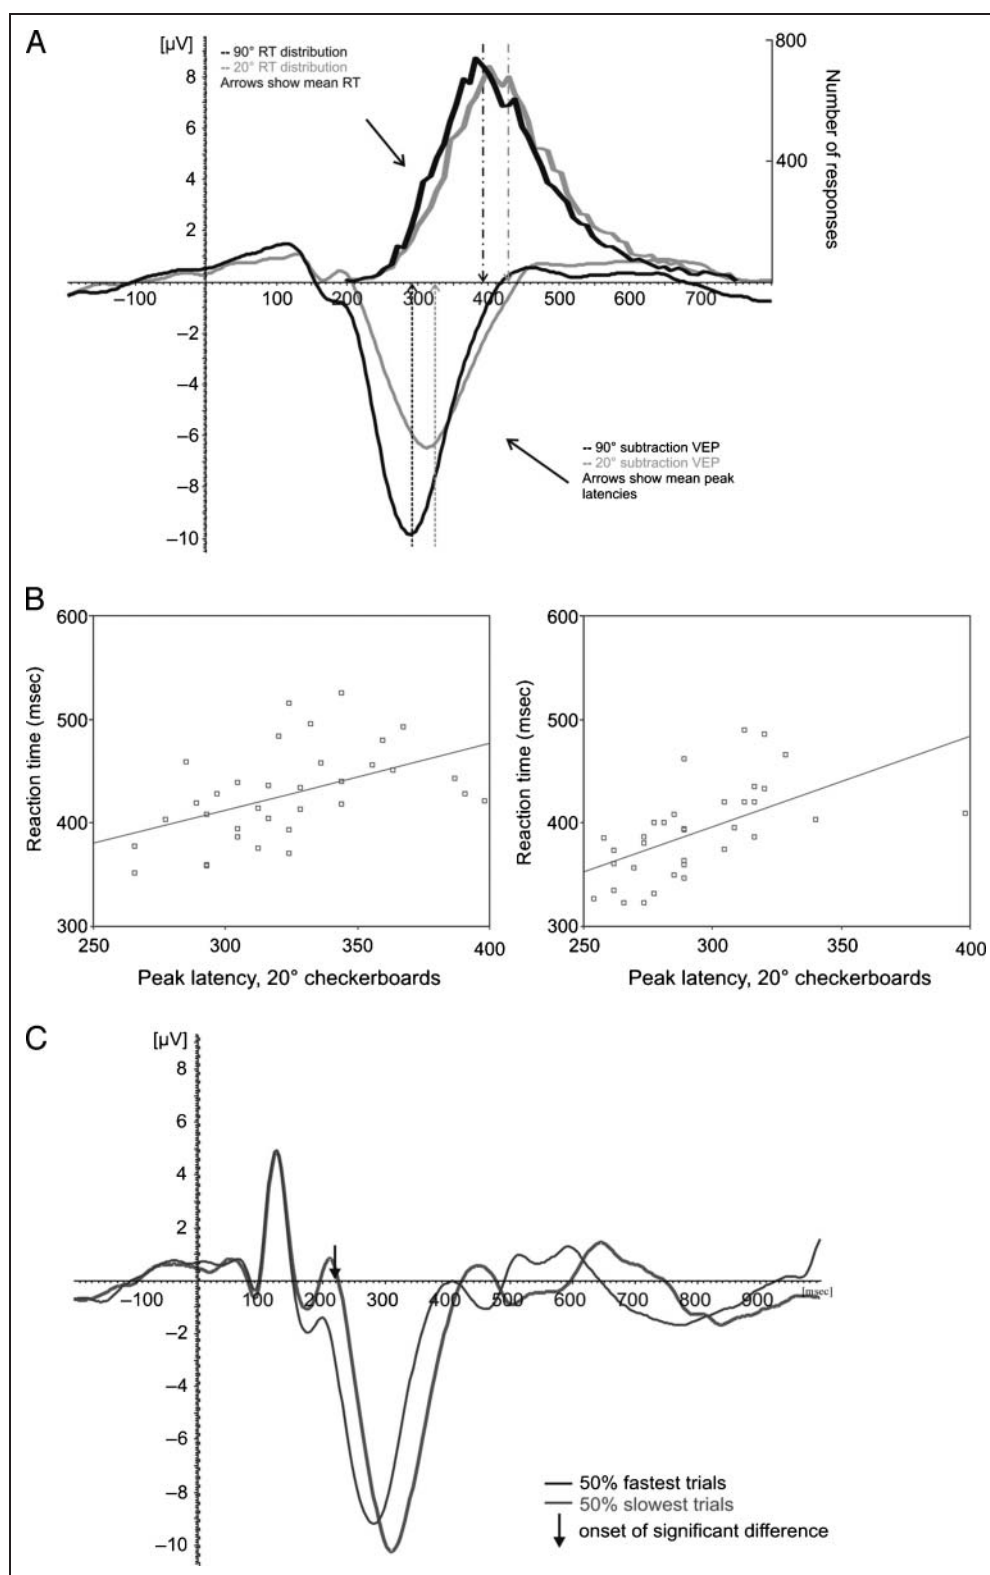 A
[µV]
-- 90° RT distribution
-- 20° RT distribution
Arrows show mean RT
800
400
Number of responses
8
6
4
2
–2
–4
–6
–8
–10
–100
100
200
300
400
500
600
700
-- 90° subtraction VEP
-- 20° subtraction VEP
Arrows show mean peak
latencies
B
600
500
400
300
Reaction time (msec)
250
300
350
400
Peak latency, 20° checkerboards
600
500
400
300
Reaction time (msec)
250
300
350
400
Peak latency, 20° checkerboards
C
[µV]
8
6
4
2
–2
–4
–6
–8
–10
–100
100
200
300
400
500
600
700
800
900
[msec]
50% fastest trials
50% slowest trials
onset of significant difference